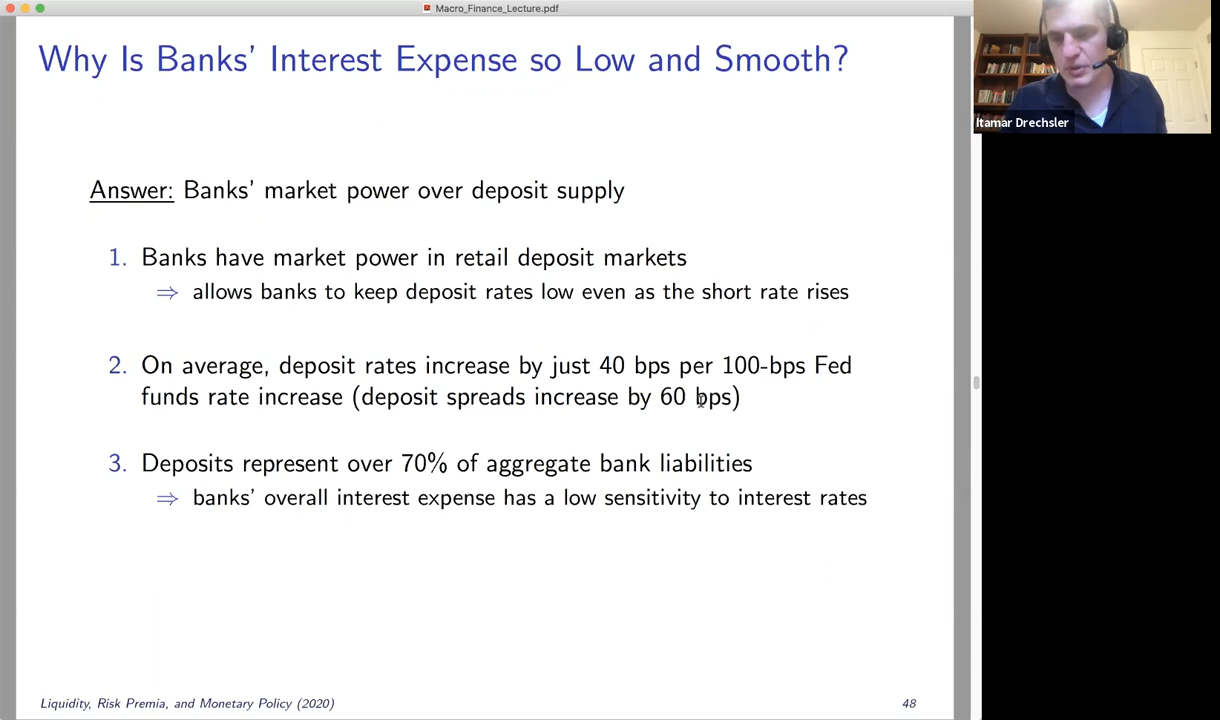 Macro_Finance_Lecture.pdf
Why Is Banks' Interest Expense so Low and Smooth?
Itamar Drechsler
Answer: Banks' market power over deposit supply
1. Banks have market power in retail deposit markets
⇒ allows banks to keep deposit rates low even as the short rate rises
2. On average, deposit rates increase by just 40 bps per 100-bps Fed
funds rate increase (deposit spreads increase by 60 bps)
3. Deposits represent over 70% of aggregate bank liabilities
⇒ banks' overall interest expense has a low sensitivity to interest rates
Liquidity, Risk Premia, and Monetary Policy (2020)
48